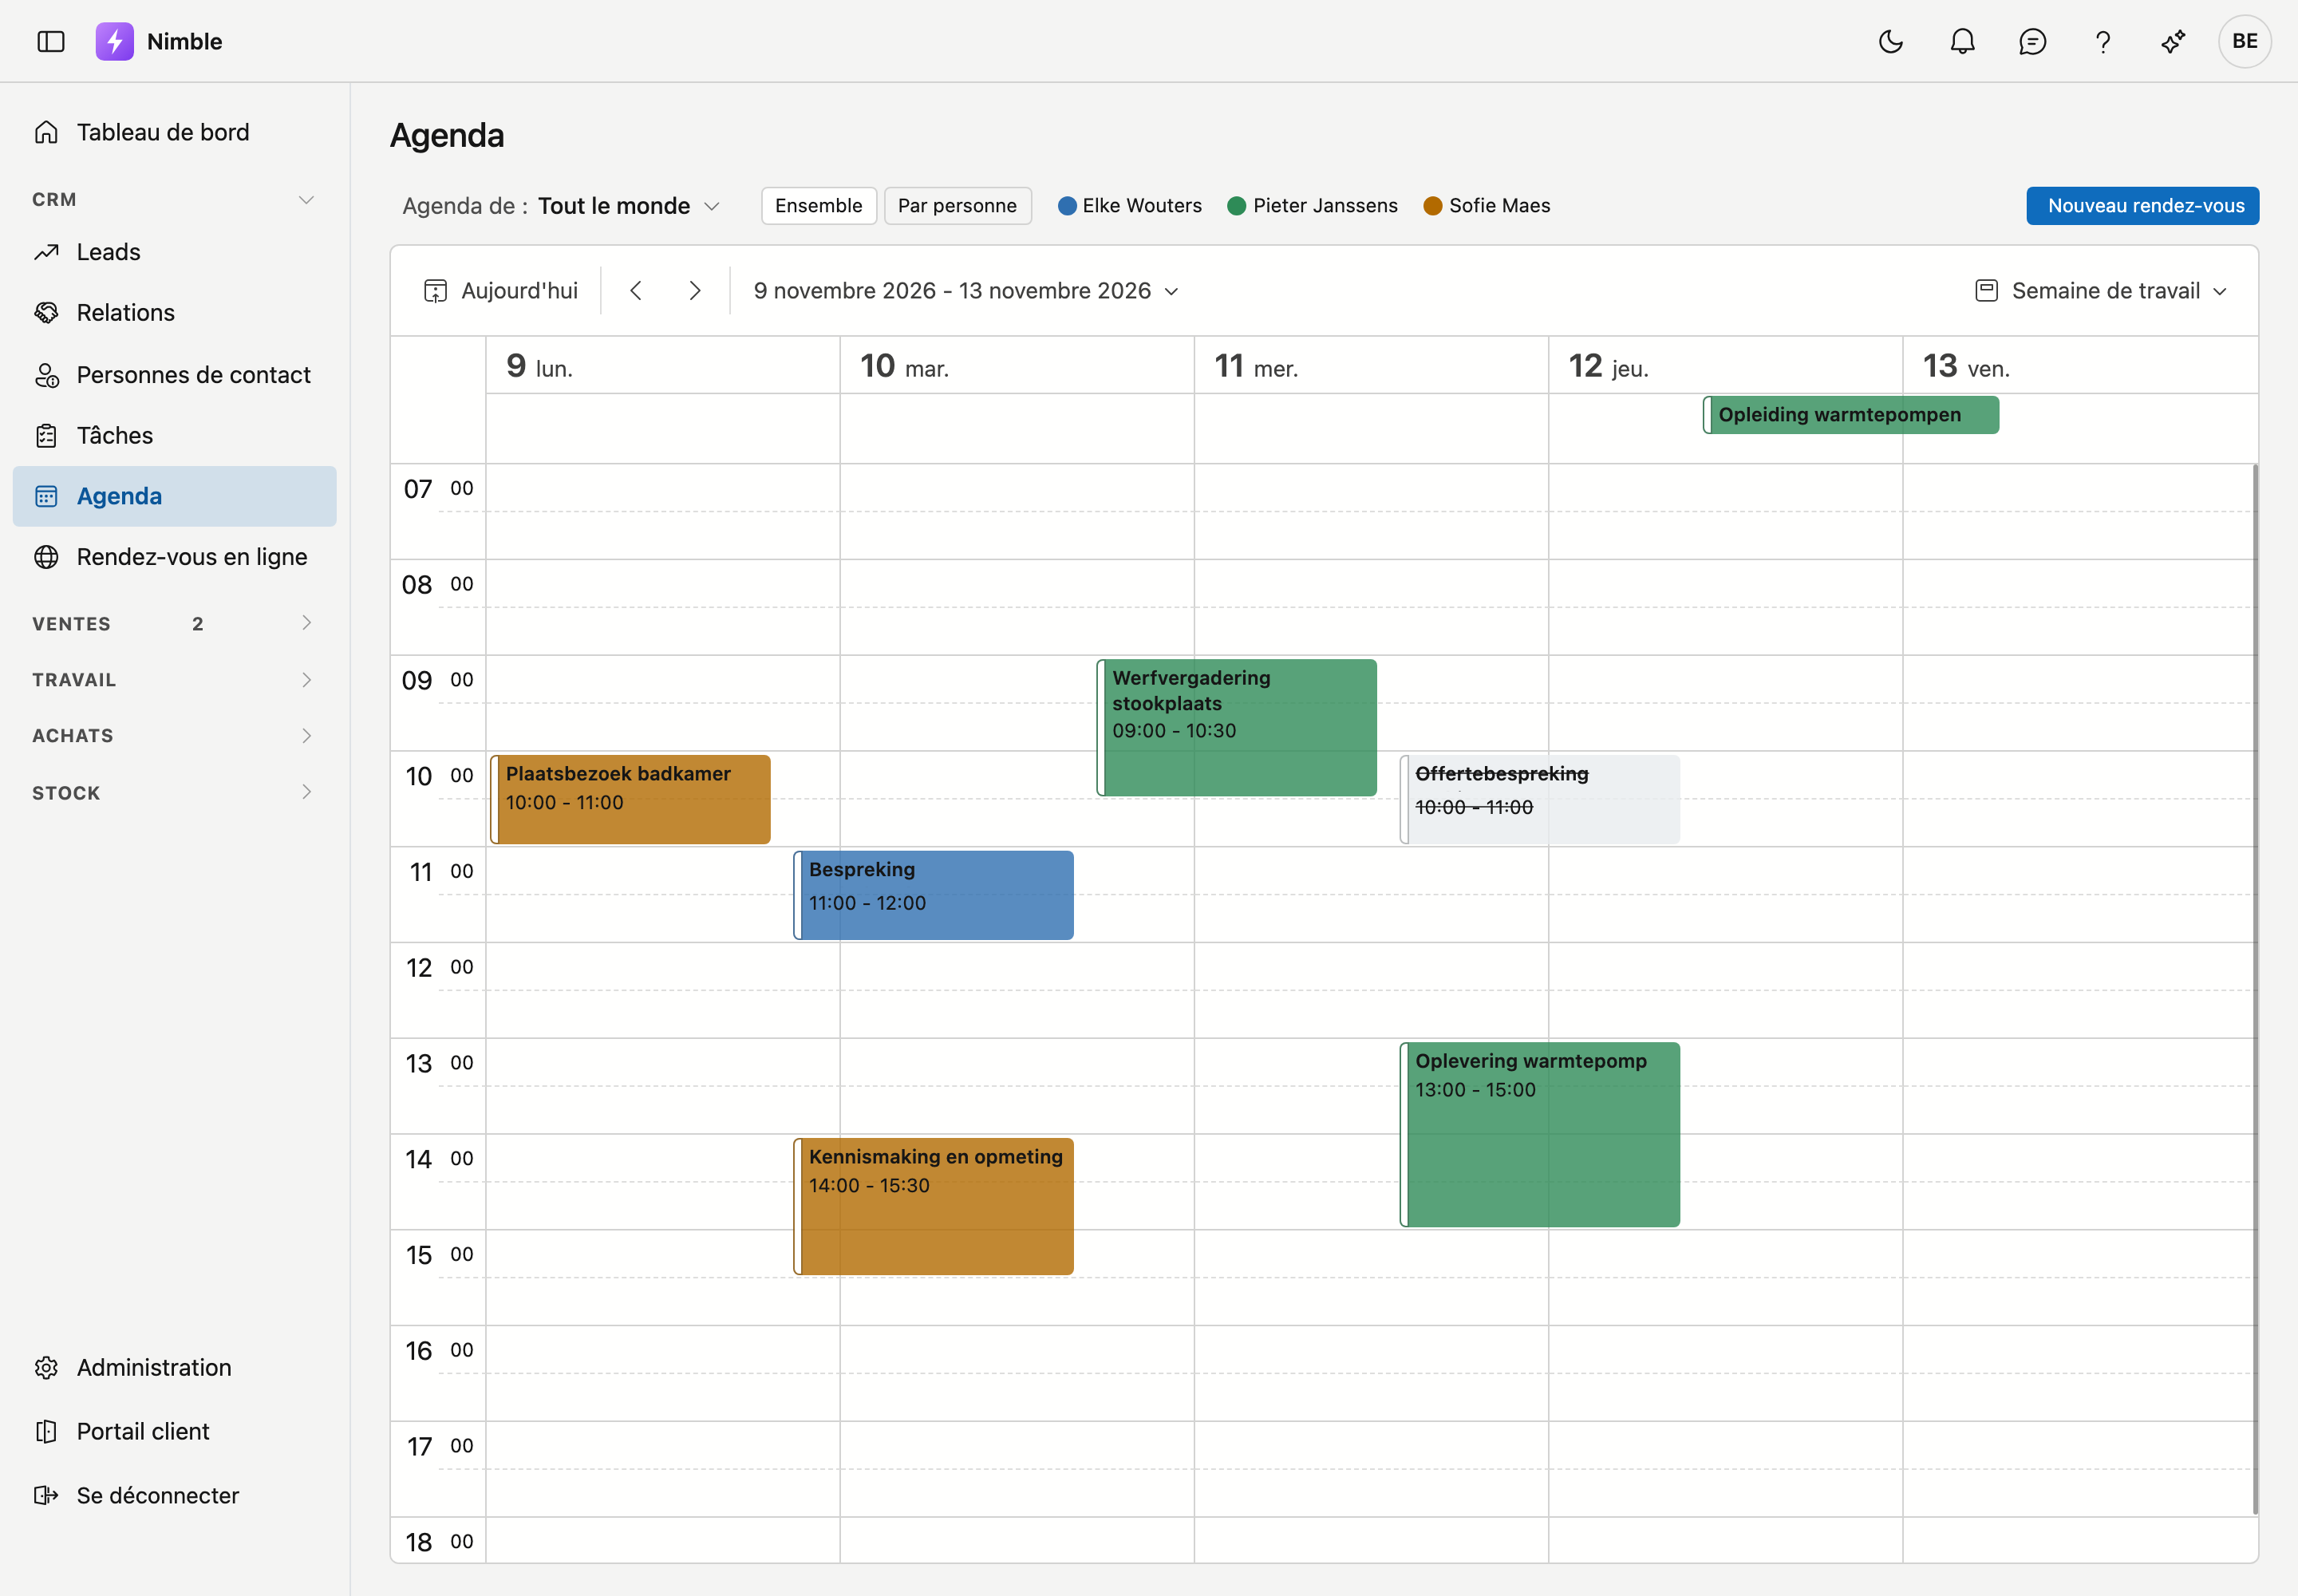 Nimble
BE
Tableau de bord
CRM
Leads
Relations
Personnes de contact
Tâches
Agenda
Rendez-vous en ligne
VENTES 2
TRAVAIL
ACHATS
STOCK
Administration
Portail client
Se déconnecter
Agenda
Agenda de : Tout le monde
Ensemble
Par personne
Elke Wouters
Pieter Janssens
Sofie Maes
Nouveau rendez-vous
Aujourd'hui
9 novembre 2026 - 13 novembre 2026
Semaine de travail
9 lun.
10 mar.
11 mer.
12 jeu.
13 ven.
Opleiding warmtepompen
07 00
08 00
09 00
Werfvergadering
stookplaats
09:00 - 10:30
10 00
Plaatsbezoek badkamer
10:00 - 11:00
Offertebespreking
10:00 - 11:00
11 00
Bespreking
11:00 - 12:00
12 00
13 00
Oplevering warmtepomp
13:00 - 15:00
14 00
Kennismaking en opmeting
14:00 - 15:30
15 00
16 00
17 00
18 00